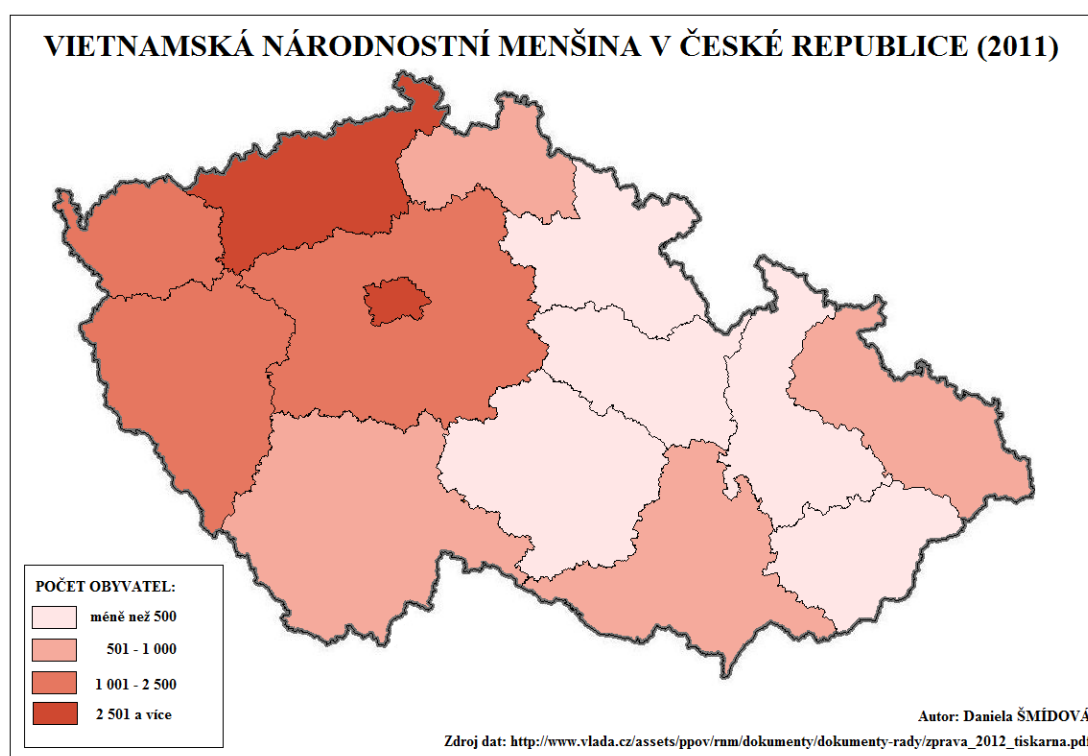 VIETNAMSKÁ NÁRODNOSTNÍ MENŠINA V ČESKÉ REPUBLICE (2011)
POČET OBYVATEL:
méně než 500
501 - 1 000
1 001 - 2 500
2 501 a více
Autor: Daniela ŠMÍDOVÁ
Zdroj dat: http://www.vlada.cz/assets/ppov/rnm/dokumenty/dokumenty-rady/zprava_2012_tiskarna.pdf